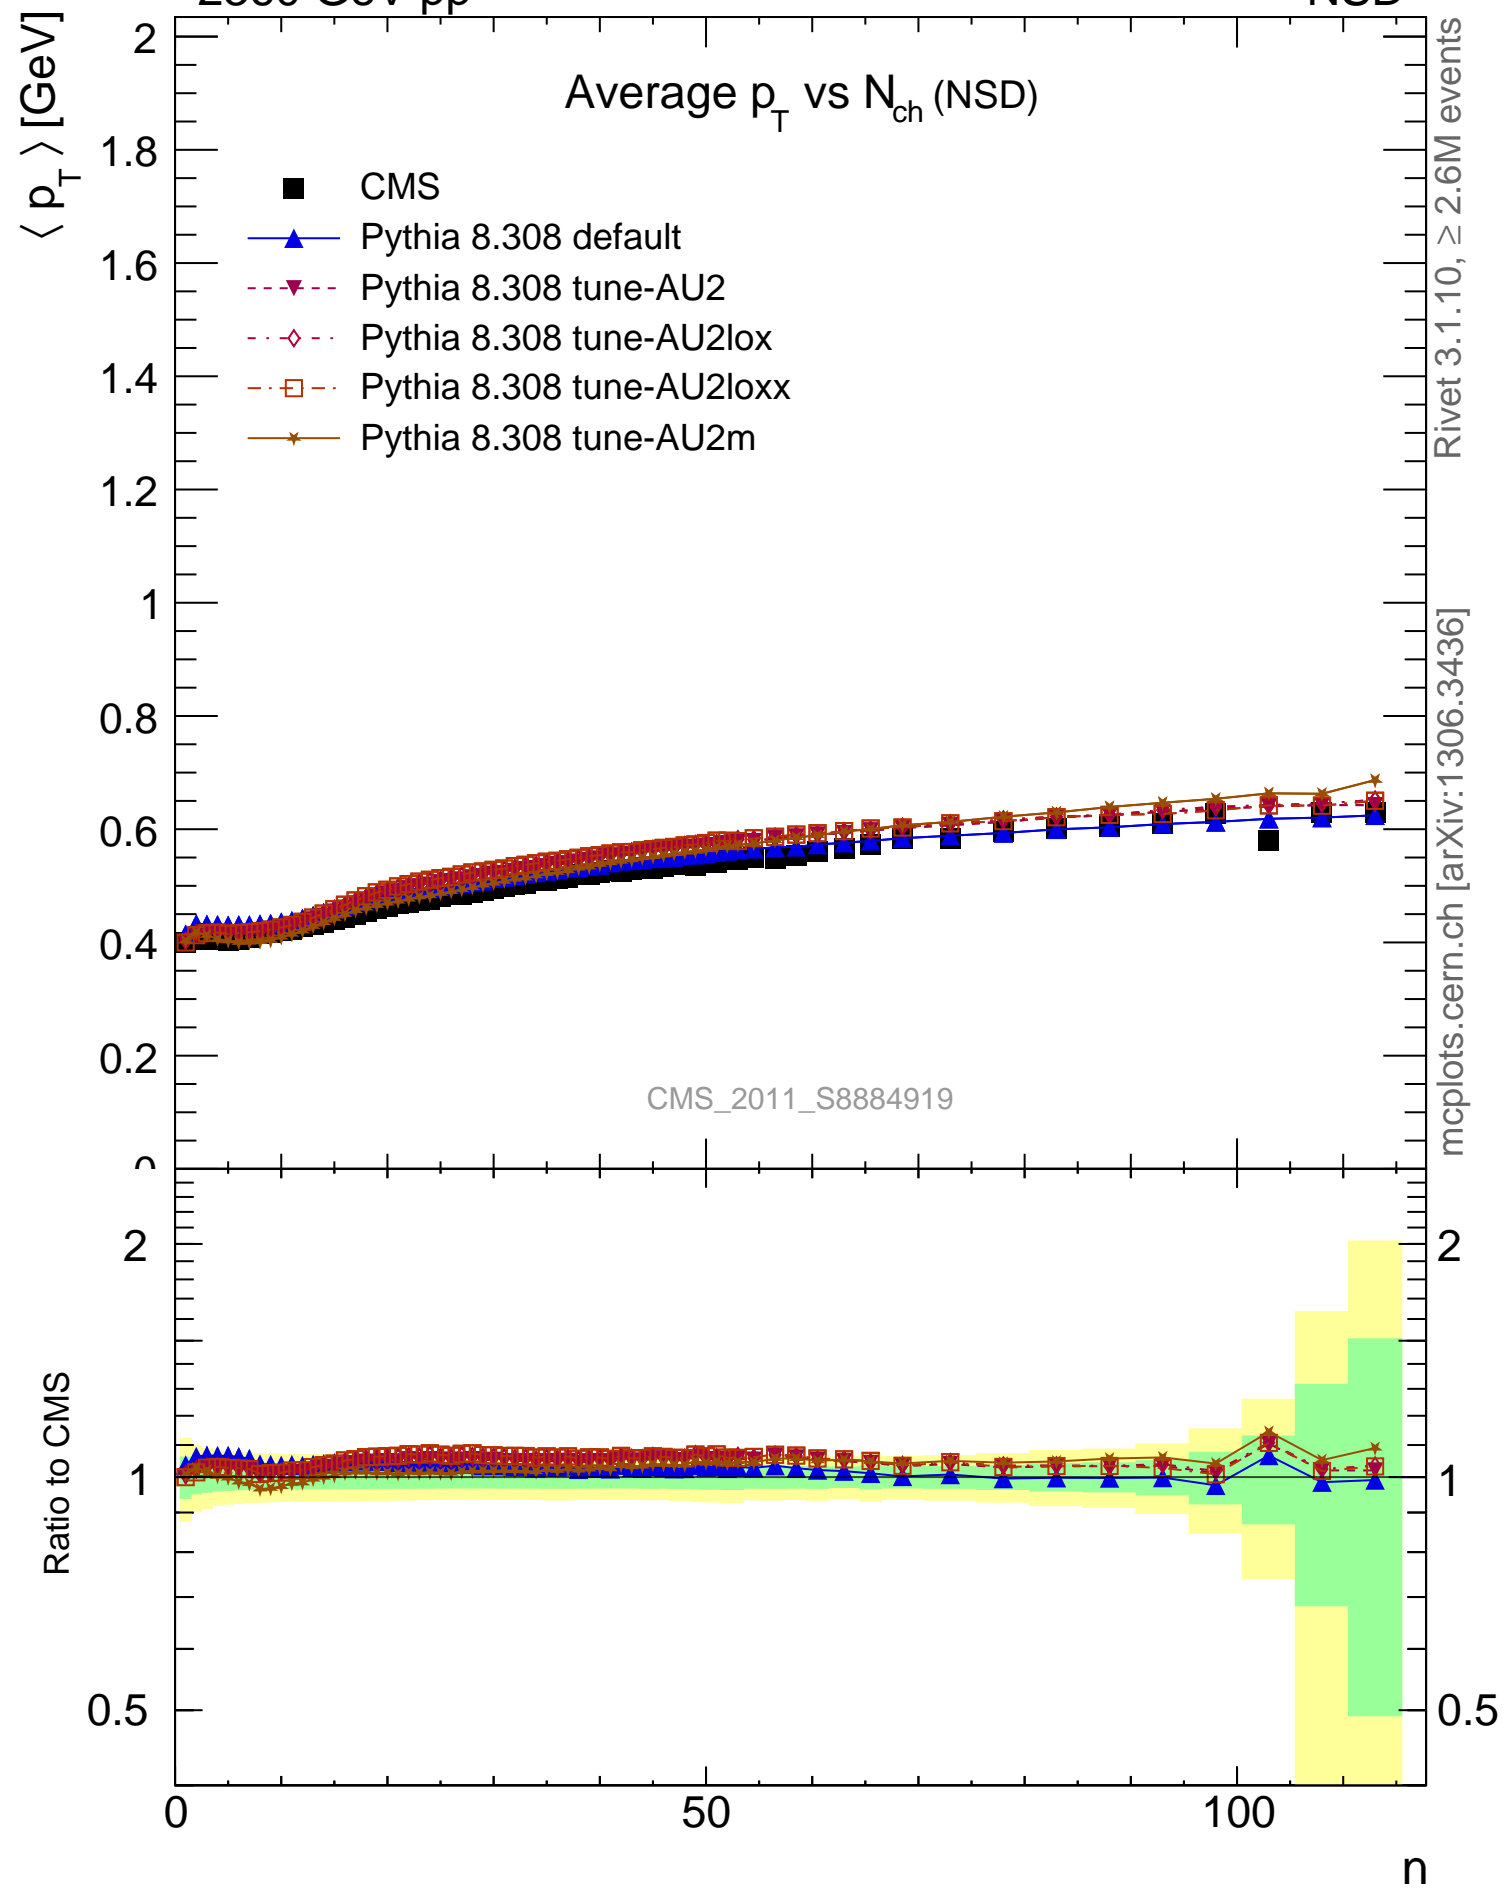 ⟨ p_T ⟩ [GeV]
Average p_T vs N_ch (NSD)
CMS
Pythia 8.308 default
Pythia 8.308 tune-AU2
Pythia 8.308 tune-AU2lox
Pythia 8.308 tune-AU2loxx
Pythia 8.308 tune-AU2m
2
1.8
1.6
1.4
1.2
1
0.8
0.6
0.4
0.2
0
CMS_2011_S8884919
Rivet 3.1.10, ≥ 2.6M events
mcplots.cern.ch [arXiv:1306.3436]
Ratio to CMS
2
1
0.5
2
1
0.5
0
50
100
n